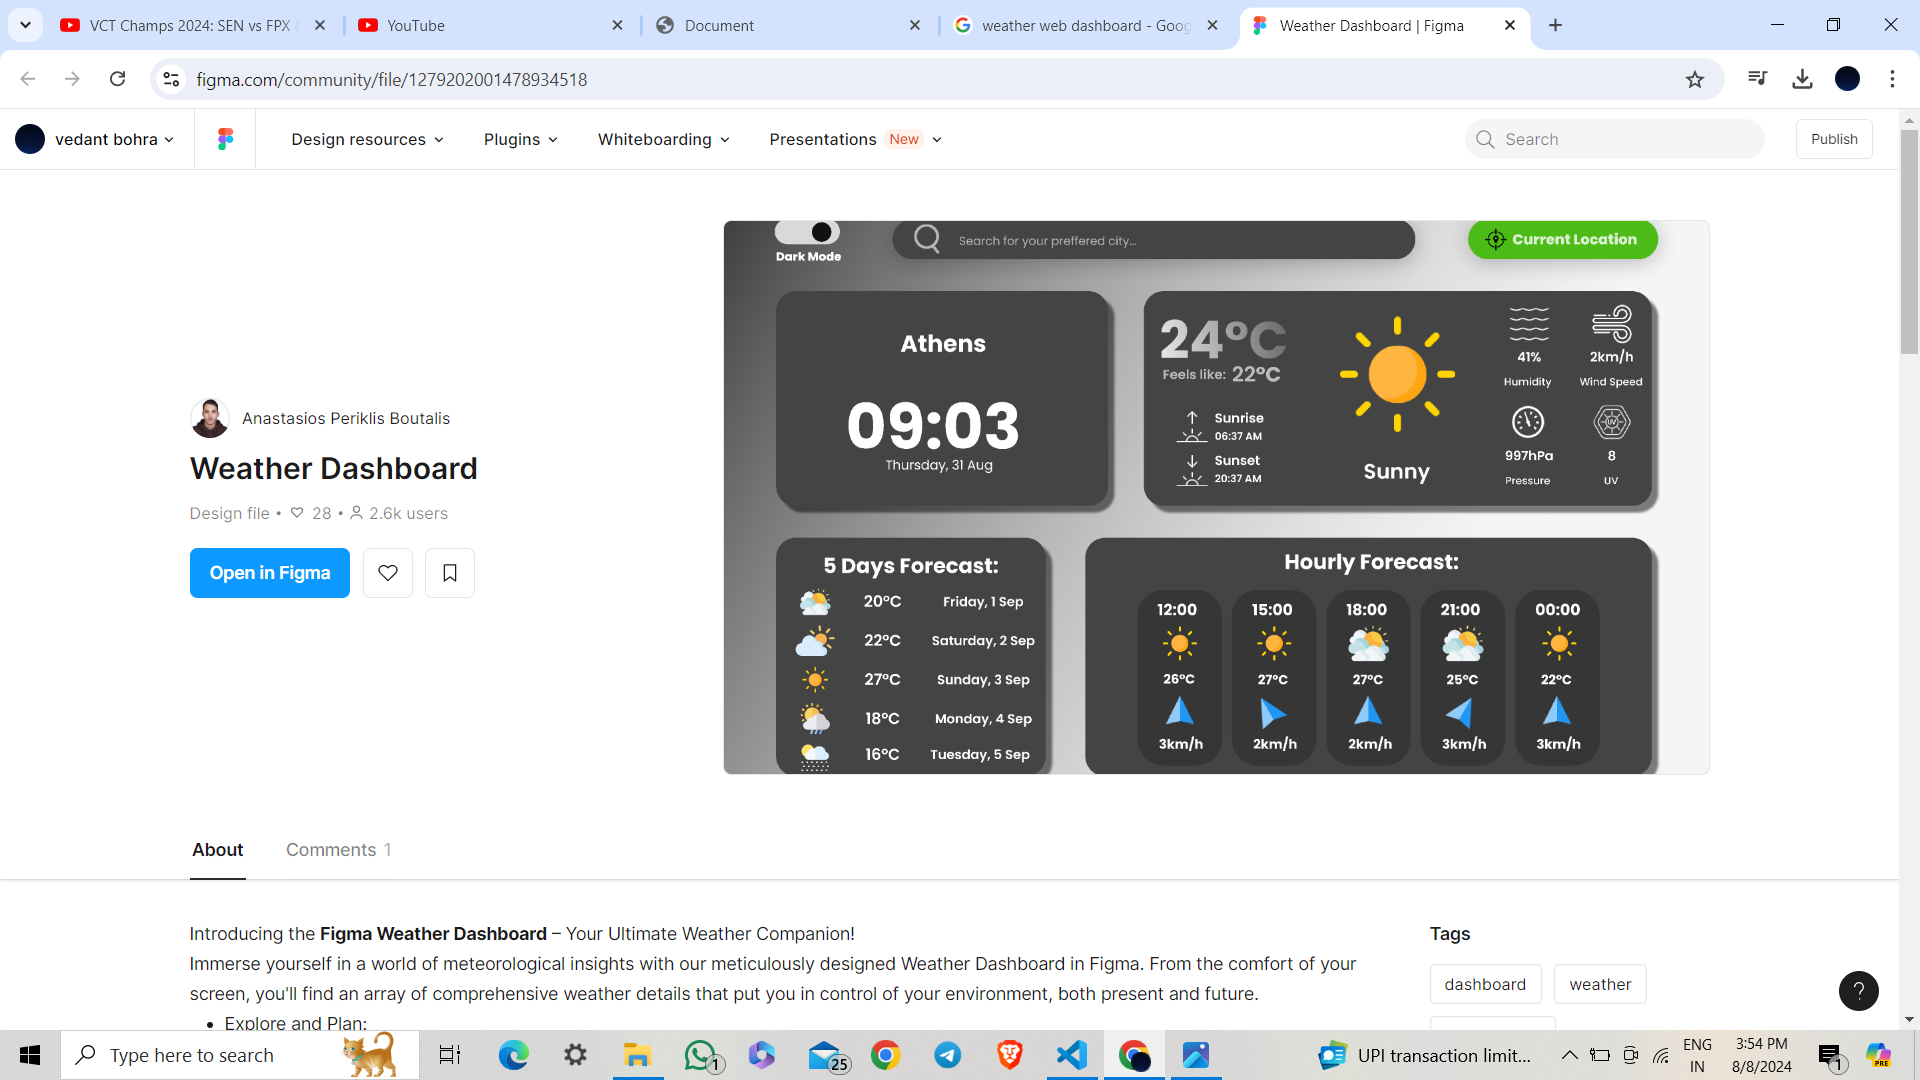 VCT Champs 2024: SEN vs FPX
YouTube
Document
weather web dashboard - Goog
Weather Dashboard | Figma
figma.com/community/file/1279202001478934518
vedant bohra
Design resources
Plugins
Whiteboarding
Presentations New
Search
Publish
Dark Mode
Search for your preffered city...
Current Location
Athens
09:03
Thursday, 31 Aug
24°C
Feels like: 22°C
Sunrise
06:37 AM
Sunset
20:37 AM
Sunny
41%
Humidity
2km/h
Wind Speed
997hPa
Pressure
UV
8
UV
Anastasios Periklis Boutalis
Weather Dashboard
Design file • 28 • 2.6k users
Open in Figma
5 Days Forecast:
20°C Friday, 1 Sep
22°C Saturday, 2 Sep
27°C Sunday, 3 Sep
18°C Monday, 4 Sep
16°C Tuesday, 5 Sep
Hourly Forecast:
12:00 15:00 18:00 21:00 00:00
26°C 27°C 27°C 25°C 22°C
3km/h 2km/h 2km/h 3km/h 3km/h
About
Comments 1
Introducing the Figma Weather Dashboard – Your Ultimate Weather Companion!
Immerse yourself in a world of meteorological insights with our meticulously designed Weather Dashboard in Figma. From the comfort of your
screen, you'll find an array of comprehensive weather details that put you in control of your environment, both present and future.
• Explore and Plan:
Tags
dashboard
weather
?
Type here to search
1
25
UPI transaction limit...
ENG
IN
3:54 PM
8/8/2024
1
PRE